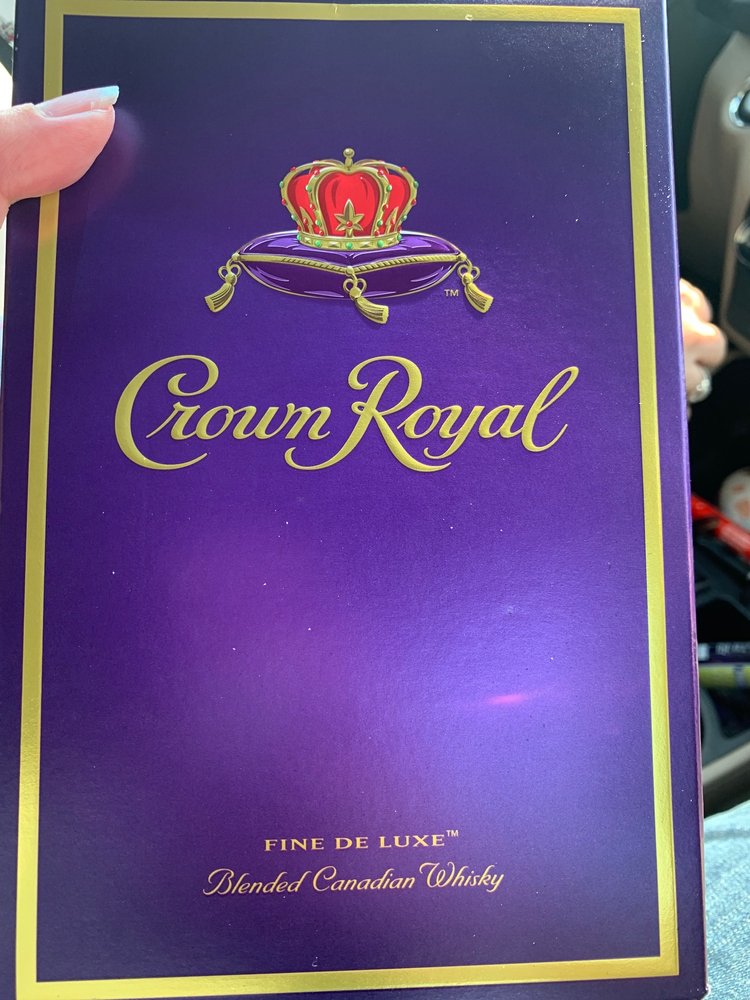 TM
Crown Royal
FINE DE LUXE™
Blended Canadian Whisky